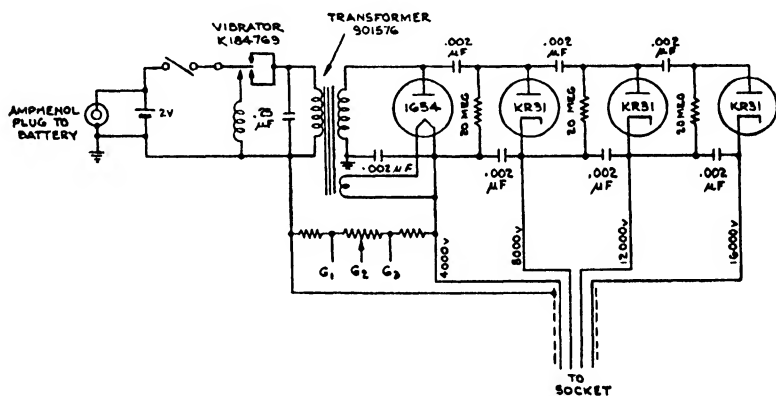 TRANSFORMER
901576
VIBRATOR
K184769
.002
µF
.002
µF
.002
µF
AMPHENOL
PLUG TO
BATTERY
2V
µF
1654
20 MEG
KR31
20 MEG
KR31
20 MEG
KR31
.002 µF
.002
µF
.002
µF
.002
µF
G1
G2
G3
4000V
8000V
12000V
16000V
TO
SOCKET